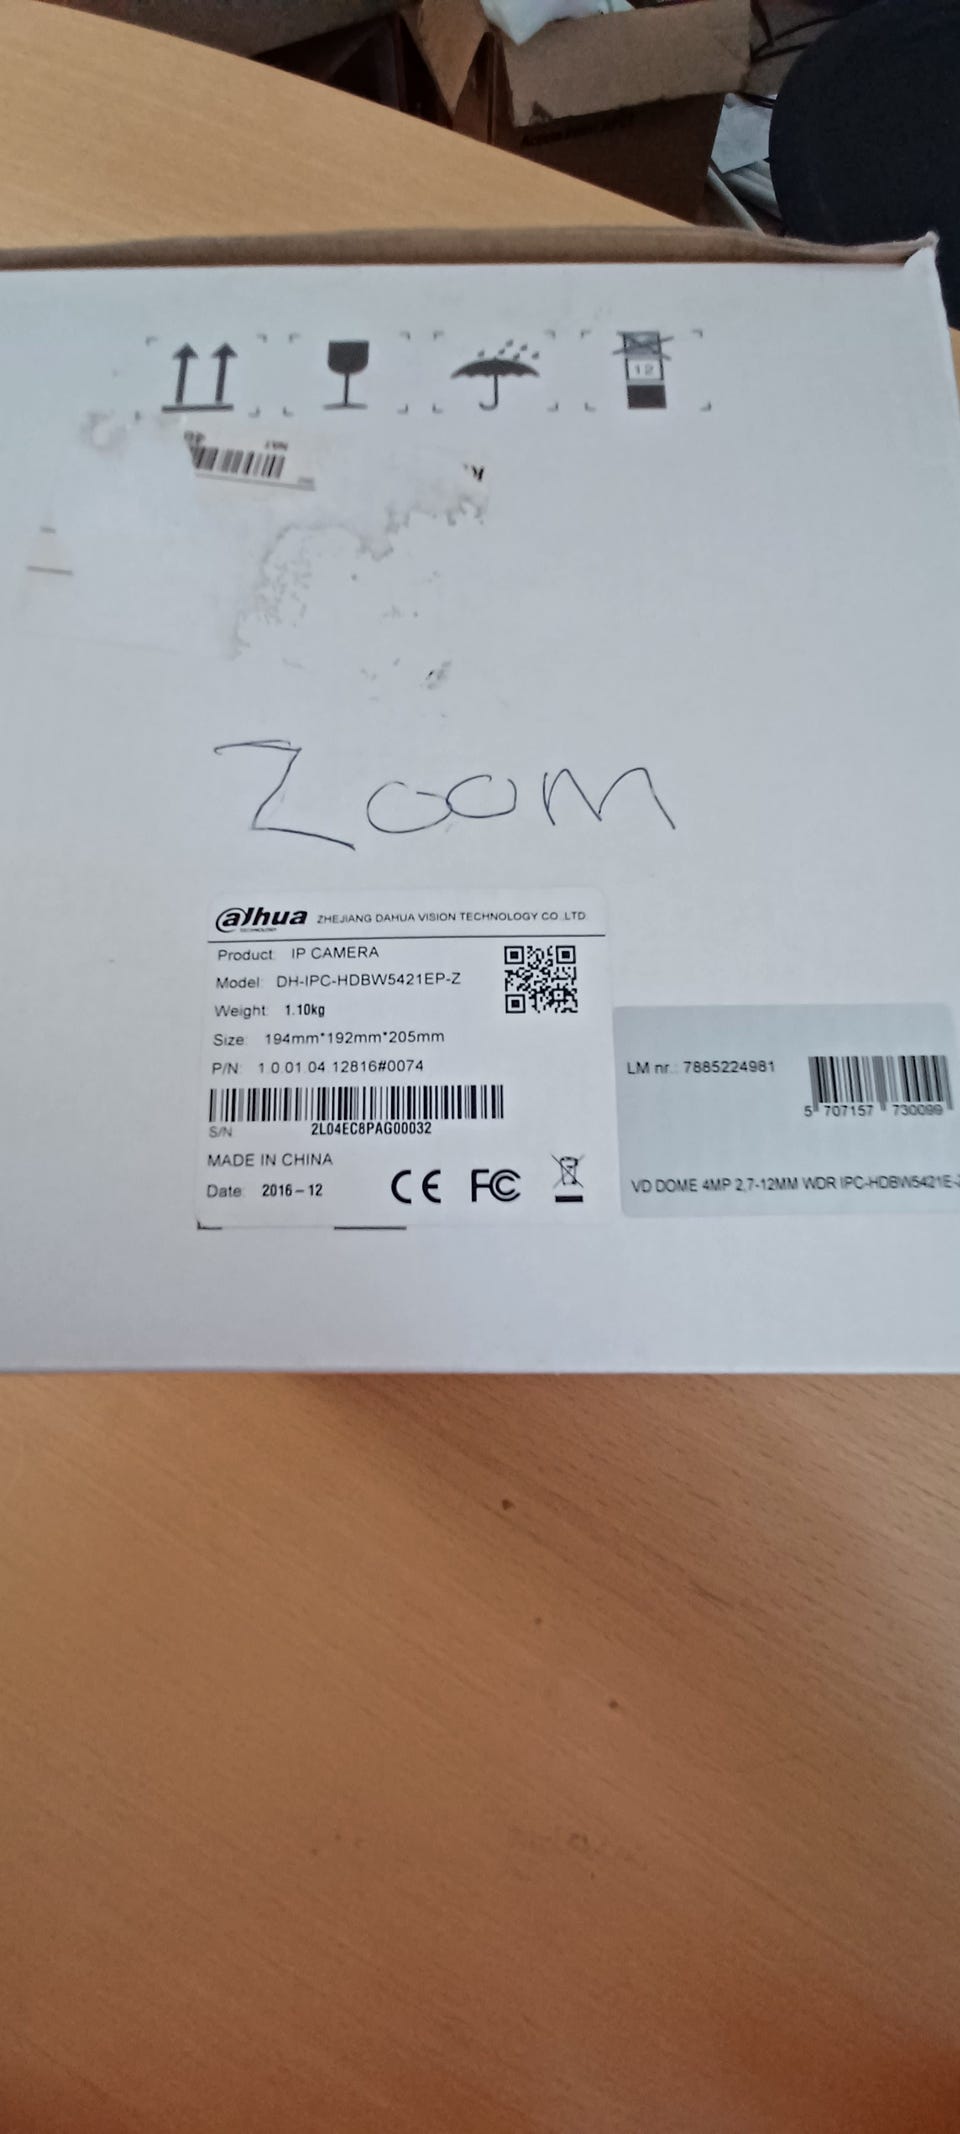 12
Zoom
alhua TECHNOLOGY ZHEJIANG DAHUA VISION TECHNOLOGY CO.,LTD
Product: IP CAMERA
Model: DH-IPC-HDBW5421EP-Z
Weight: 1.10kg
Size: 194mm*192mm*205mm
P/N: 1.0.01.04.12816#0074
S/N: 2L04EC8PAG00032
MADE IN CHINA
Date: 2016-12
CE FC
LM nr.: 7885224981
5 707157 730099
VD DOME 4MP 2,7-12MM WDR IPC-HDBW5421E-